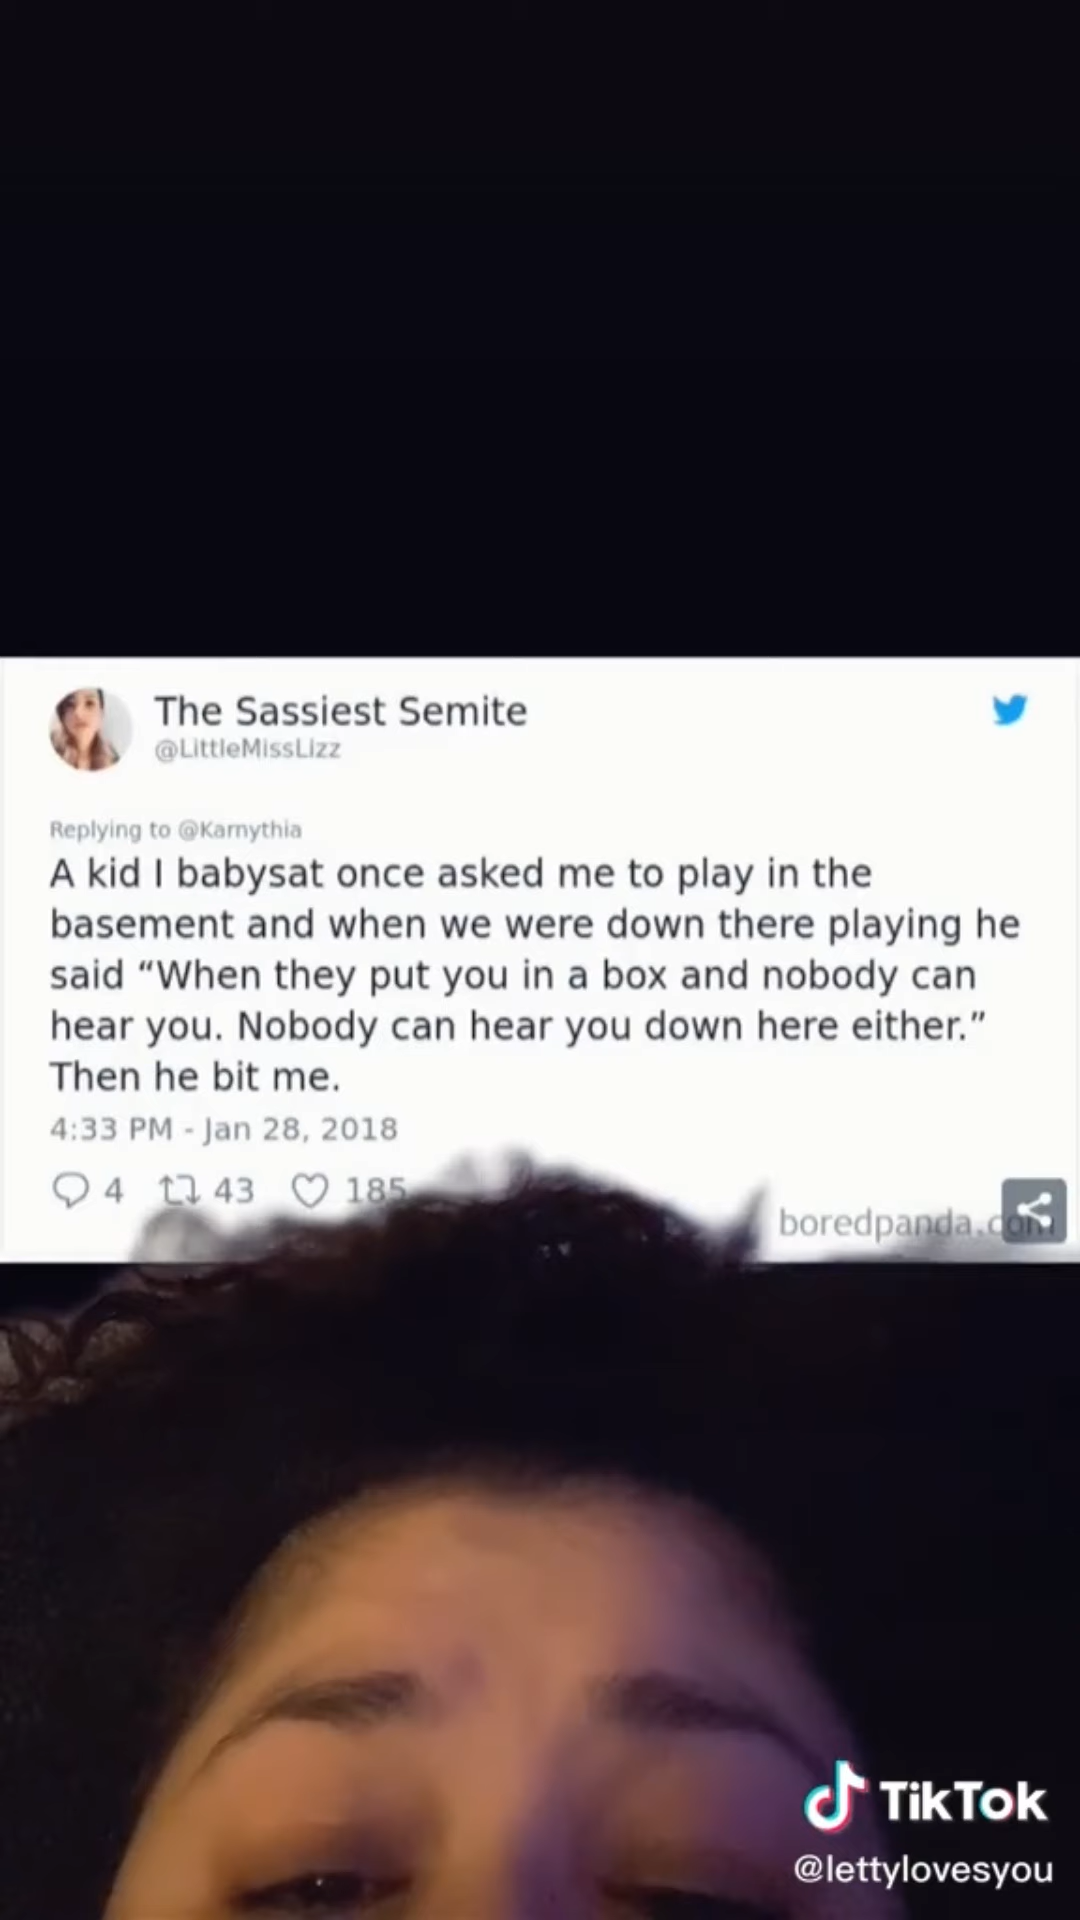 The Sassiest Semite
@LittleMissLizz
Replying to @Karnythia
A kid I babysat once asked me to play in the
basement and when we were down there playing he
said “When they put you in a box and nobody can
hear you. Nobody can hear you down here either.”
Then he bit me.
4:33 PM - Jan 28, 2018
4 43 185
boredpanda.com
TikTok
@lettylovesyou